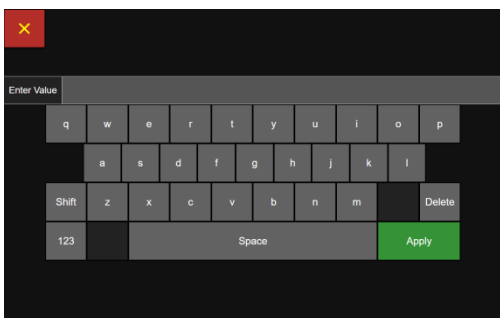 ×
Enter Value
q w e r t y u i o p
a s d f g h j k l
Shift z x c v b n m Delete
123 Space Apply